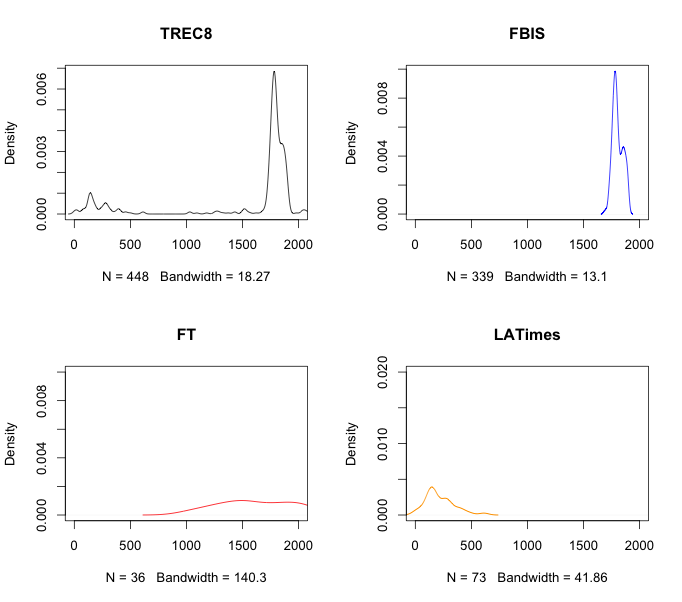 TREC8
Density
0.000
0.003
0.006
0 500 1000 1500 2000
N = 448 Bandwidth = 18.27
FBIS
Density
0.000
0.004
0.008
0 500 1000 1500 2000
N = 339 Bandwidth = 13.1
FT
Density
0.000
0.004
0.008
0 500 1000 1500 2000
N = 36 Bandwidth = 140.3
LATimes
Density
0.000
0.010
0.020
0 500 1000 1500 2000
N = 73 Bandwidth = 41.86